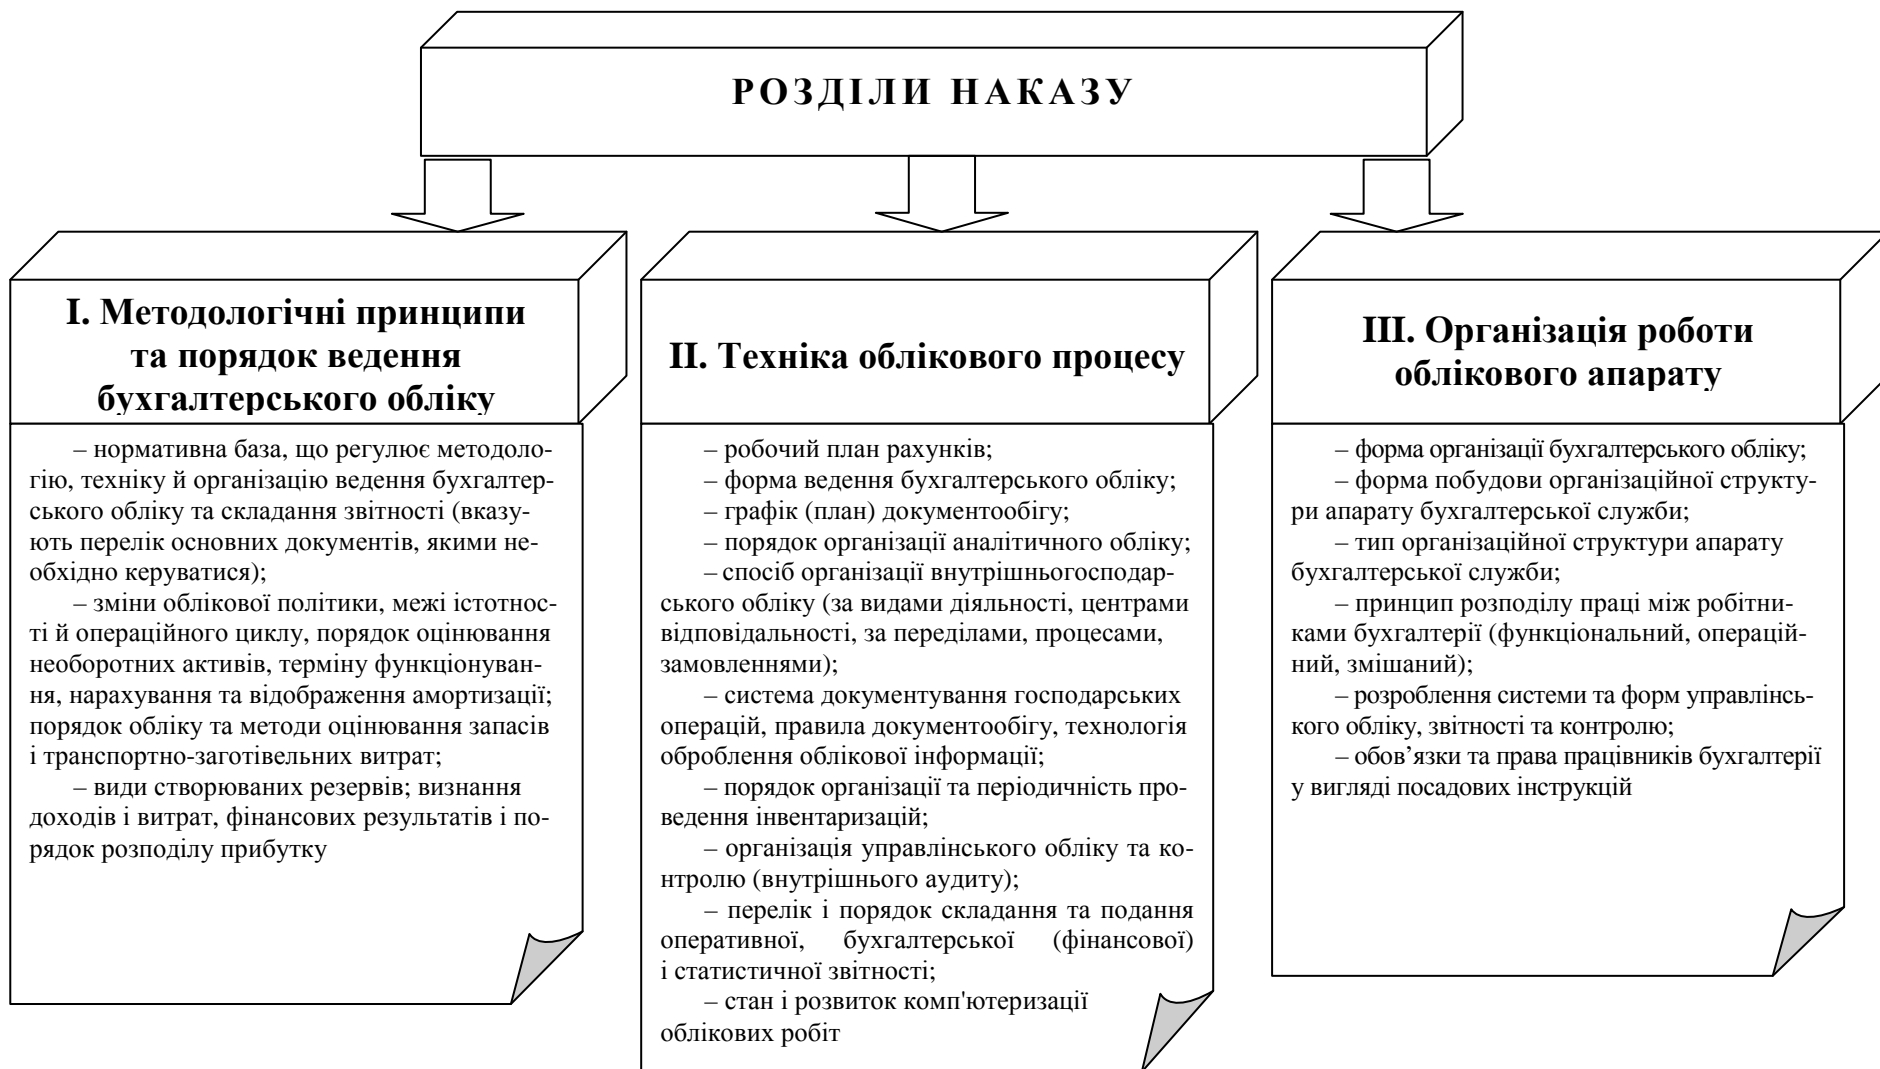 РОЗДІЛИ НАКАЗУ
І. Методологічні принципи
та порядок ведення
бухгалтерського обліку
– нормативна база, що регулює методоло-
гію, техніку й організацію ведення бухгалтер-
ського обліку та складання звітності (вказу-
ють перелік основних документів, якими не-
обхідно керуватися);
– зміни облікової політики, межі істотнос-
ті й операційного циклу, порядок оцінювання
необоротних активів, терміну функціонуван-
ня, нарахування та відображення амортизації;
порядок обліку та методи оцінювання запасів
і транспортно-заготівельних витрат;
– види створюваних резервів; визнання
доходів і витрат, фінансових результатів і по-
рядок розподілу прибутку
ІІ. Техніка облікового процесу
– робочий план рахунків;
– форма ведення бухгалтерського обліку;
– графік (план) документообігу;
– порядок організації аналітичного обліку;
– спосіб організації внутрішньогосподар-
ського обліку (за видами діяльності, центрами
відповідальності, за переділами, процесами,
замовленнями);
– система документування господарських
операцій, правила документообігу, технологія
оброблення облікової інформації;
– порядок організації та періодичність про-
ведення інвентаризацій;
– організація управлінського обліку та ко-
нтролю (внутрішнього аудиту);
– перелік і порядок складання та подання
оперативної, бухгалтерської (фінансової)
і статистичної звітності;
– стан і розвиток комп'ютеризації
облікових робіт
ІІІ. Організація роботи
облікового апарату
– форма організації бухгалтерського обліку;
– форма побудови організаційної структу-
ри апарату бухгалтерської служби;
– тип організаційної структури апарату
бухгалтерської служби;
– принцип розподілу праці між робітни-
ками бухгалтерії (функціональний, операцій-
ний, змішаний);
– розроблення системи та форм управлінсь-
кого обліку, звітності та контролю;
– обов’язки та права працівників бухгалтерії
у вигляді посадових інструкцій